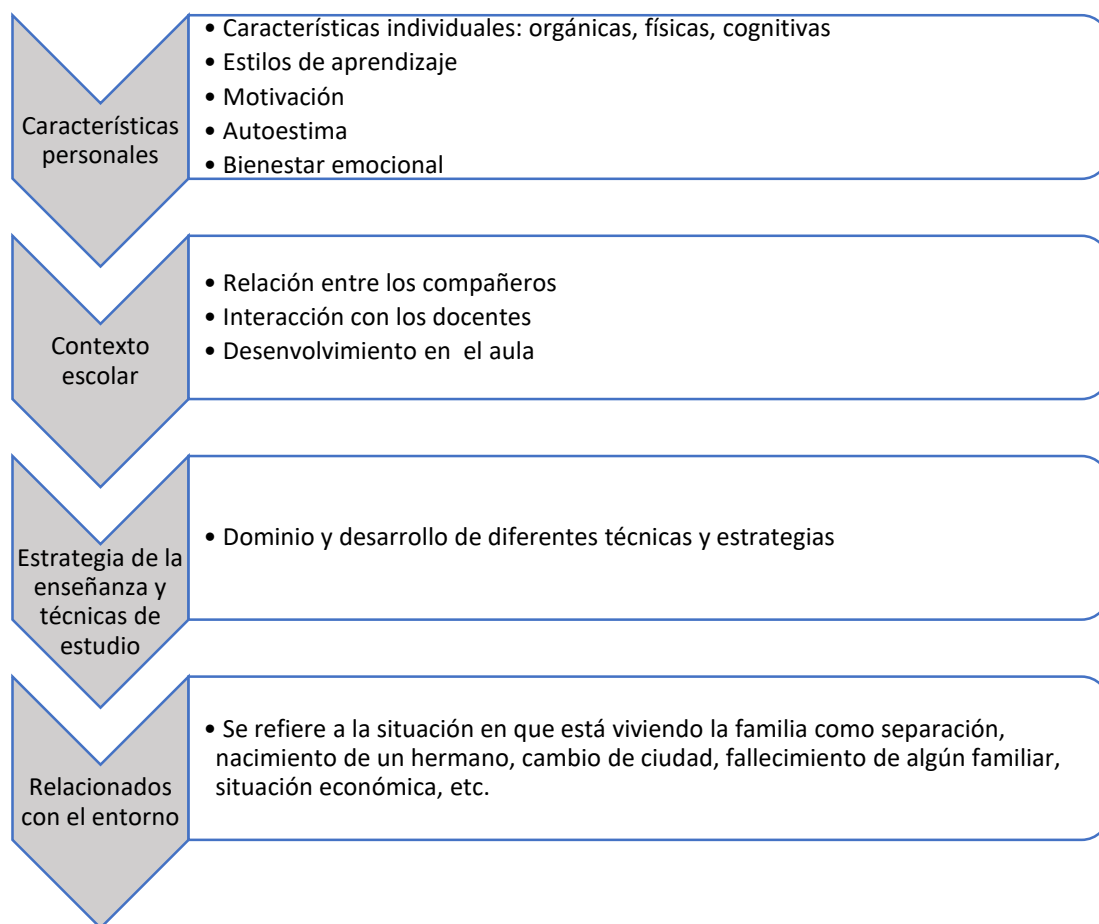 Característicás
personales
• Características individuales: orgánicas, físicas, cognitivas
• Estilos de aprendizaje
• Motivación
• Autoestima
• Bienestar emocional
Contexto
escolar
• Relación entre los compañeros
• Interacción con los docentes
• Desenvolvimiento en  el aula
Estrategia de la
enseñanza y
técnicas de
estudio
• Dominio y desarrollo de diferentes técnicas y estrategias
Relacionados
con el entorno
• Se refiere a la situación en que está viviendo la familia como separación,
nacimiento de un hermano, cambio de ciudad, fallecimiento de algún familiar,
situación económica, etc.